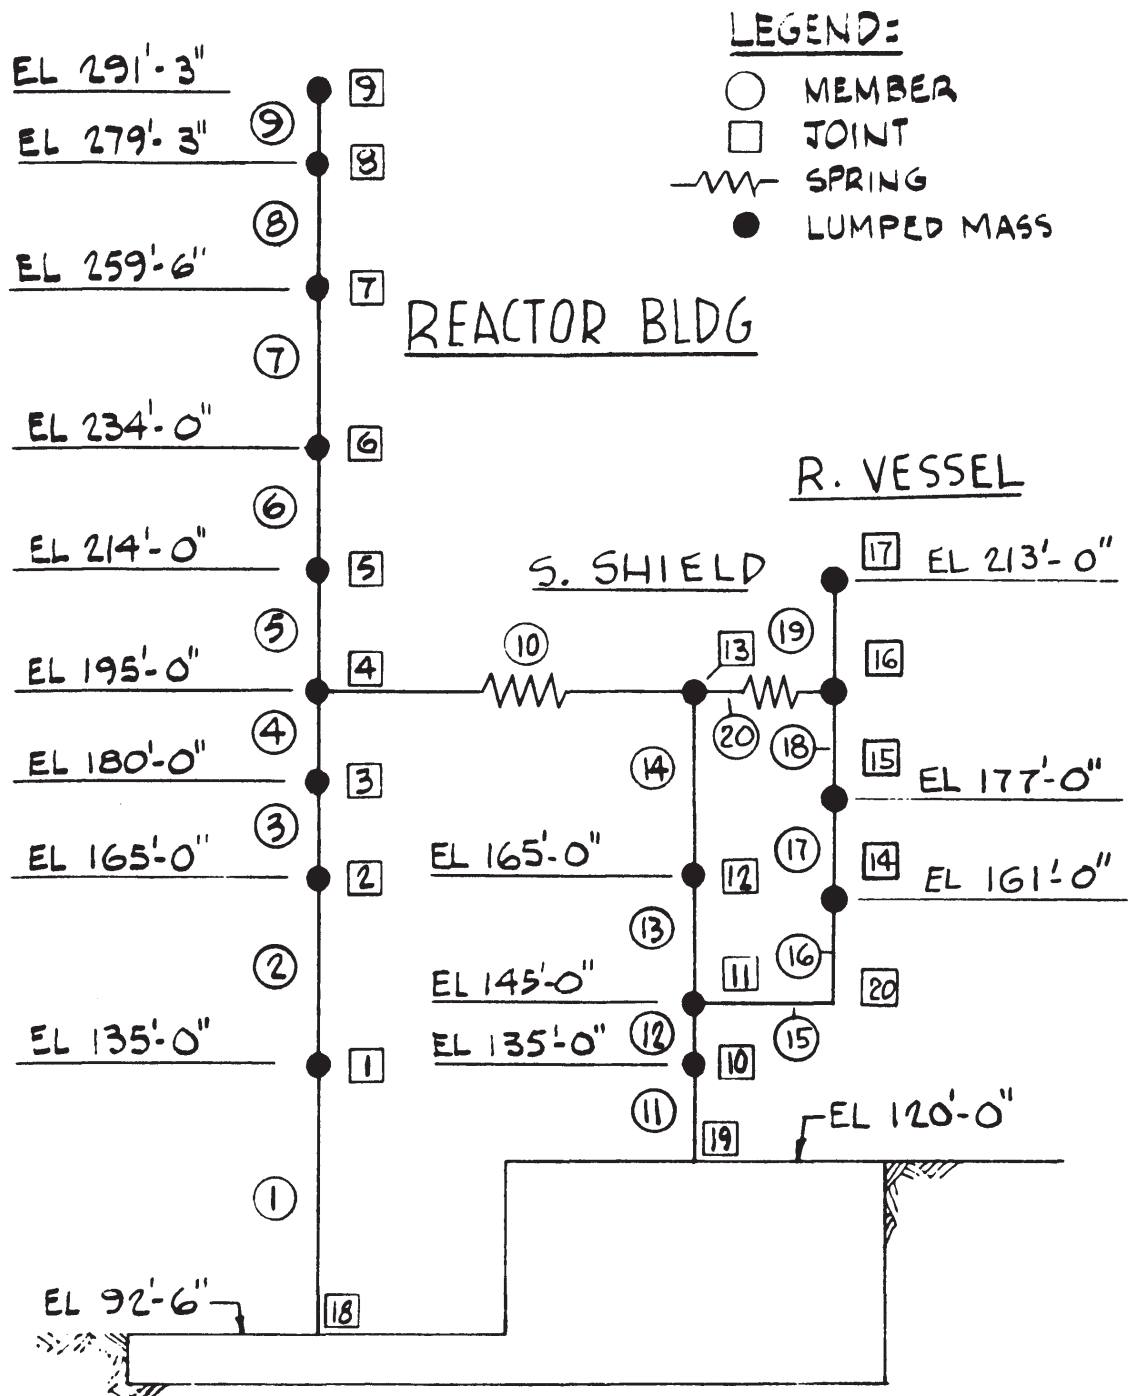 LEGEND:
MEMBER
JOINT
SPRING
LUMPED MASS
EL 291'-3"
9
9
EL 279'-3"
8
8
EL 259'-6"
7
REACTOR BLDG
7
EL 234'-0"
6
R. VESSEL
6
EL 214'-0"
5
S. SHIELD
17
EL 213'-0"
5
10
19
EL 195'-0"
4
13
16
4
20
18
14
EL 180'-0"
3
15
EL 177'-0"
3
17
EL 165'-0"
2
EL 165'-0"
12
14
EL 161'-0"
13
2
11
16
EL 145'-0"
20
12
15
EL 135'-0"
1
EL 135'-0"
10
11
EL 120'-0"
19
1
EL 92'-6"
18